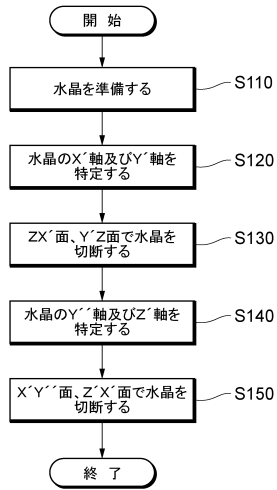 開 始
水晶を準備する
S110
水晶のX´軸及びY´軸を
特定する
S120
ZX´面、Y´Z面で水晶を
切断する
S130
水晶のY´´軸及びZ´軸を
特定する
S140
X´Y´´面、Z´X´面で水晶を
切断する
S150
終 了